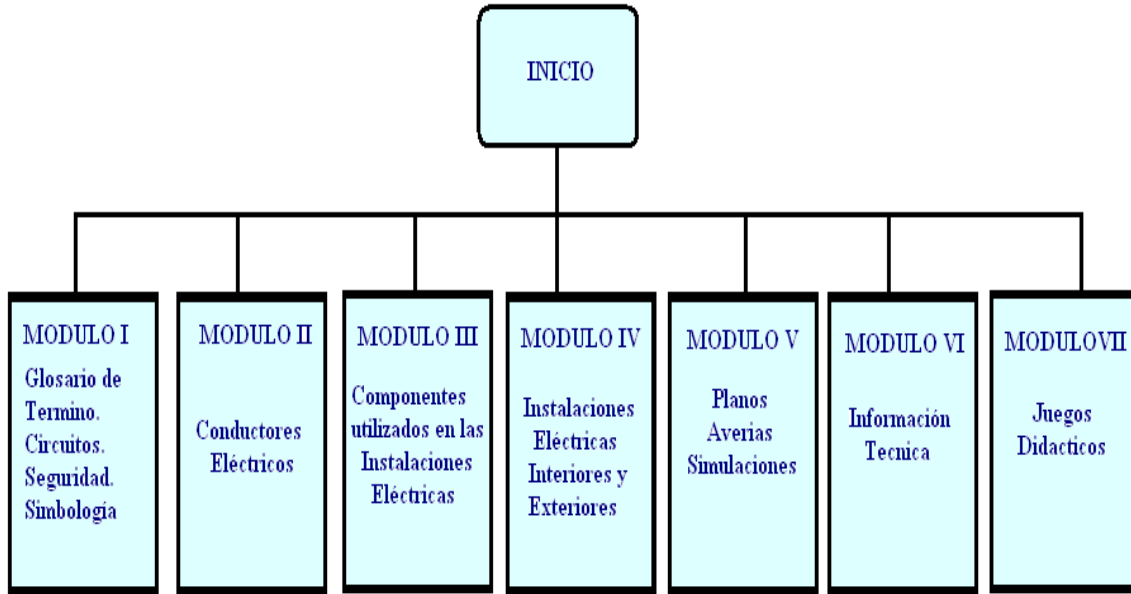 INICIO
MODULO I
Glosario de
Termino.
Circuitos.
Seguridad.
Simbología
MODULO II
Conductores
Eléctricos
MODULO III
Componentes
utilizados en las
Instalaciones
Eléctricas
MODULO IV
Instalaciones
Eléctricas
Interiores y
Exteriores
MODULO V
Planos
Averias
Simulaciones
MODULO VI
Información
Tecnica
MODULOVII
Juegos
Didacticos